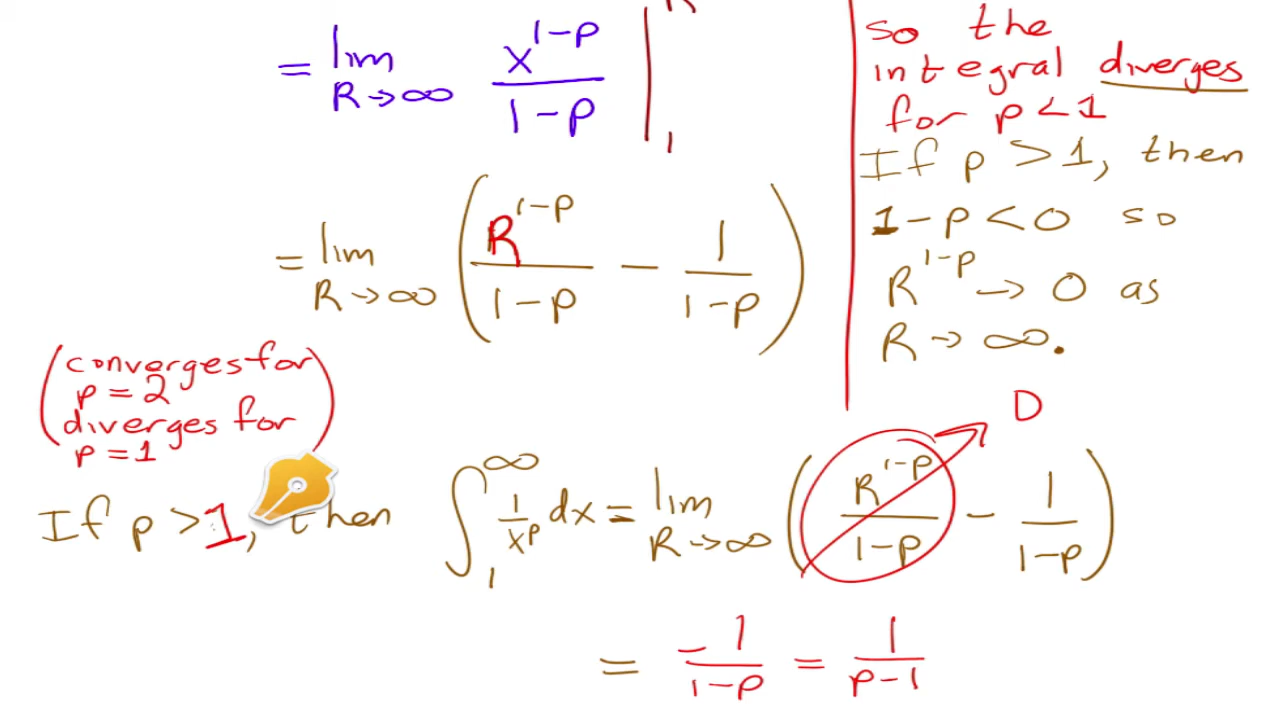 = lim R→∞ x^(1-p)/(1-p) |_1
= lim R→∞ (R^(1-p)/(1-p) - 1/(1-p))
so the
integral diverges
for p<1
If p >1, then
1-p<0 so
R^(1-p) → 0 as
R → ∞.
(converges for
p = 2
diverges for
p = 1)
If p >1, then ∫_1^∞ 1/x^p dx = lim R→∞ (R^(1-p)/(1-p) - 1/(1-p))
= -1/(1-p) = 1/(p-1)